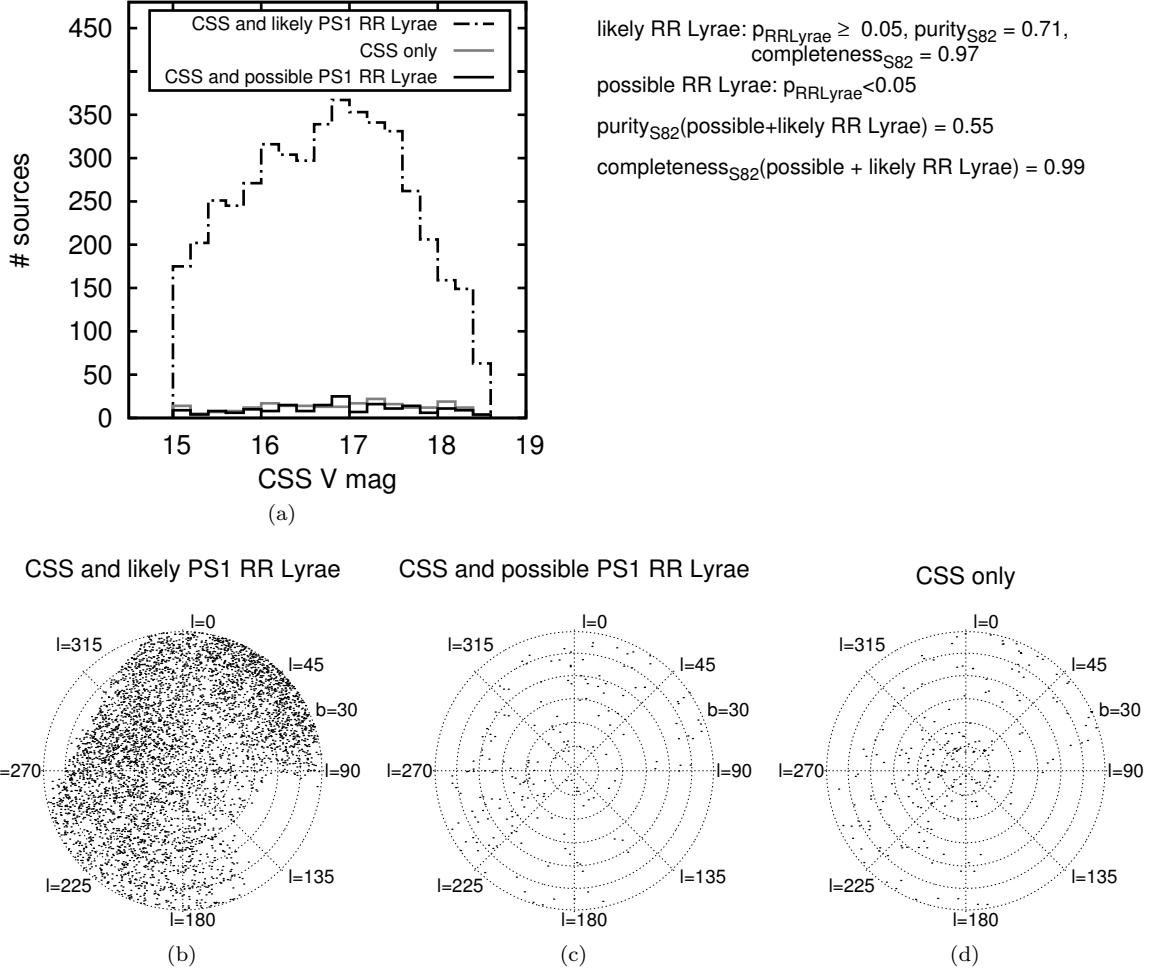 CSS and likely PS1 RR Lyrae
CSS only
CSS and possible PS1 RR Lyrae
450
400
350
300
250
200
150
100
50
0
# sources
15 16 17 18 19
CSS V mag
(a)
likely RR Lyrae: pRRLyrae ≥ 0.05, purityS82 = 0.71,
completenessS82 = 0.97
possible RR Lyrae: pRRLyrae<0.05
purityS82(possible+likely RR Lyrae) = 0.55
completenessS82(possible + likely RR Lyrae) = 0.99
CSS and likely PS1 RR Lyrae
l=0
l=315
l=45
b=30
=270
l=90
l=225
l=135
l=180
(b)
CSS and possible PS1 RR Lyrae
l=0
l=315
l=45
b=30
l=270
l=90
l=225
l=135
l=180
(c)
CSS only
l=0
l=315
l=45
b=30
l=270
l=90
l=225
l=135
l=180
(d)